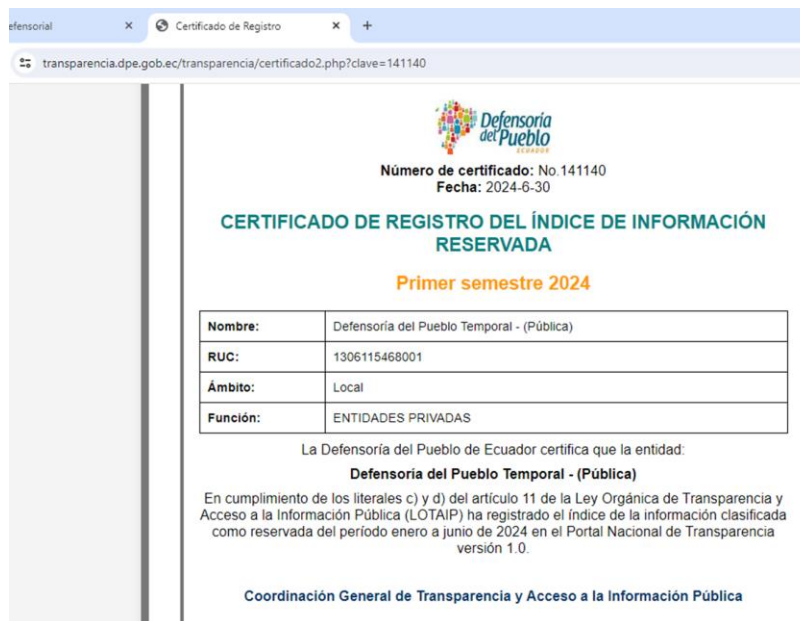 efensorial
Certificado de Registro
transparencia.dpe.gob.ec/transparencia/certificado2.php?clave=141140
Defensoría
del Pueblo
ECUADOR
Número de certificado: No.141140
Fecha: 2024-6-30
CERTIFICADO DE REGISTRO DEL ÍNDICE DE INFORMACIÓN
RESERVADA
Primer semestre 2024
Nombre: Defensoría del Pueblo Temporal - (Pública)
RUC: 1306115468001
Ámbito: Local
Función: ENTIDADES PRIVADAS
La Defensoría del Pueblo de Ecuador certifica que la entidad:
Defensoría del Pueblo Temporal - (Pública)
En cumplimiento de los literales c) y d) del artículo 11 de la Ley Orgánica de Transparencia y
Acceso a la Información Pública (LOTAIP) ha registrado el índice de la información clasificada
como reservada del período enero a junio de 2024 en el Portal Nacional de Transparencia
versión 1.0.
Coordinación General de Transparencia y Acceso a la Información Pública